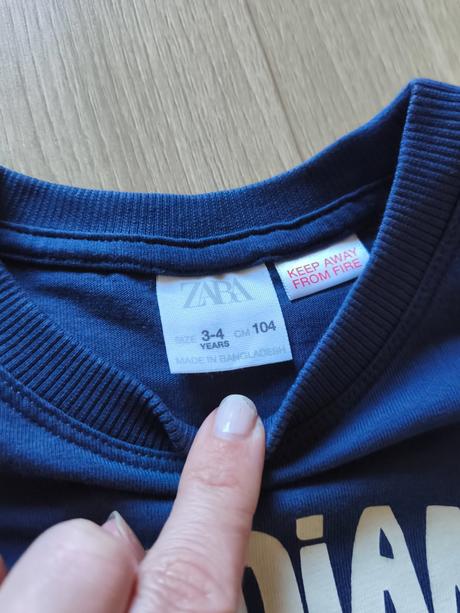 ZARA
SIZE 3-4 YEARS CM 104
MADE IN BANGLADESH
KEEP AWAY
FROM FIRE